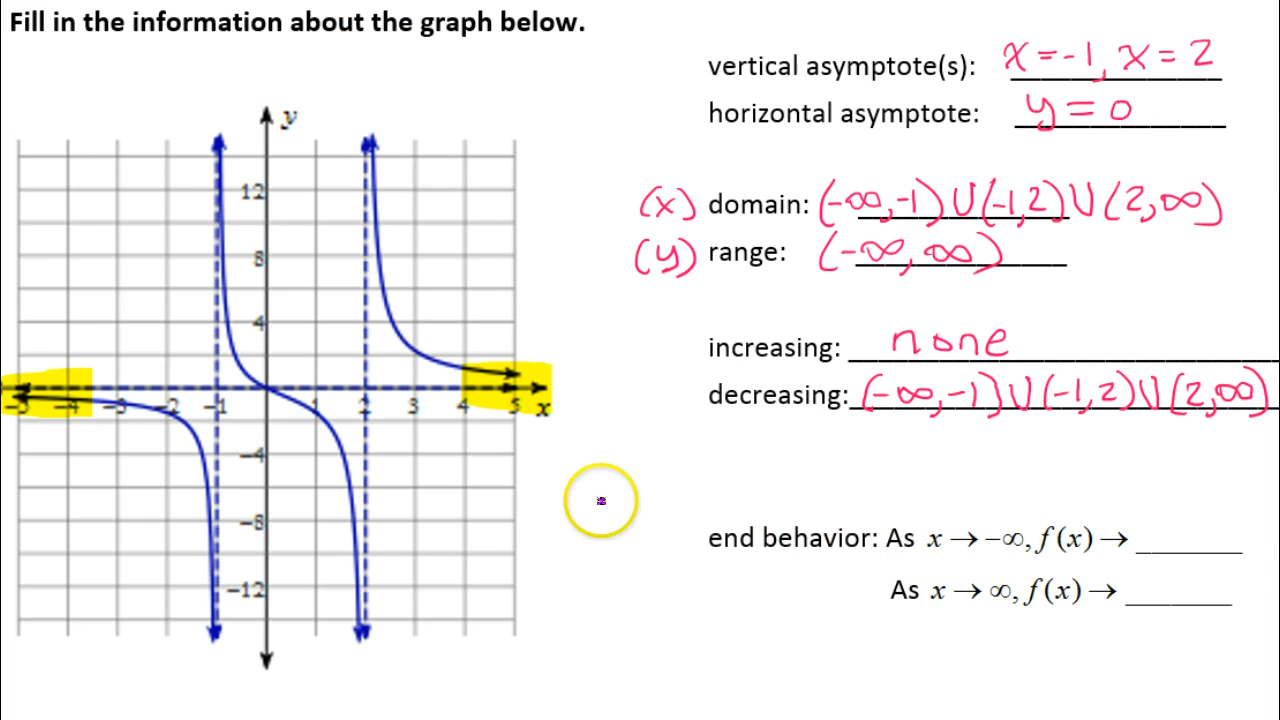 Fill in the information about the graph below.
vertical asymptote(s): x = -1, x = 2
horizontal asymptote: y = 0
(x) domain: (-∞, -1) ∪ (-1, 2) ∪ (2, ∞)
(y) range: (-∞, ∞)
increasing: none
decreasing: (-∞, -1) ∪ (-1, 2) ∪ (2, ∞)
end behavior: As x → −∞, f(x) → ______
As x → ∞, f(x) → ______
y
12
8
4
−5 −4 −3 −2 −1 1 2 3 4 5 x
−4
−8
−12